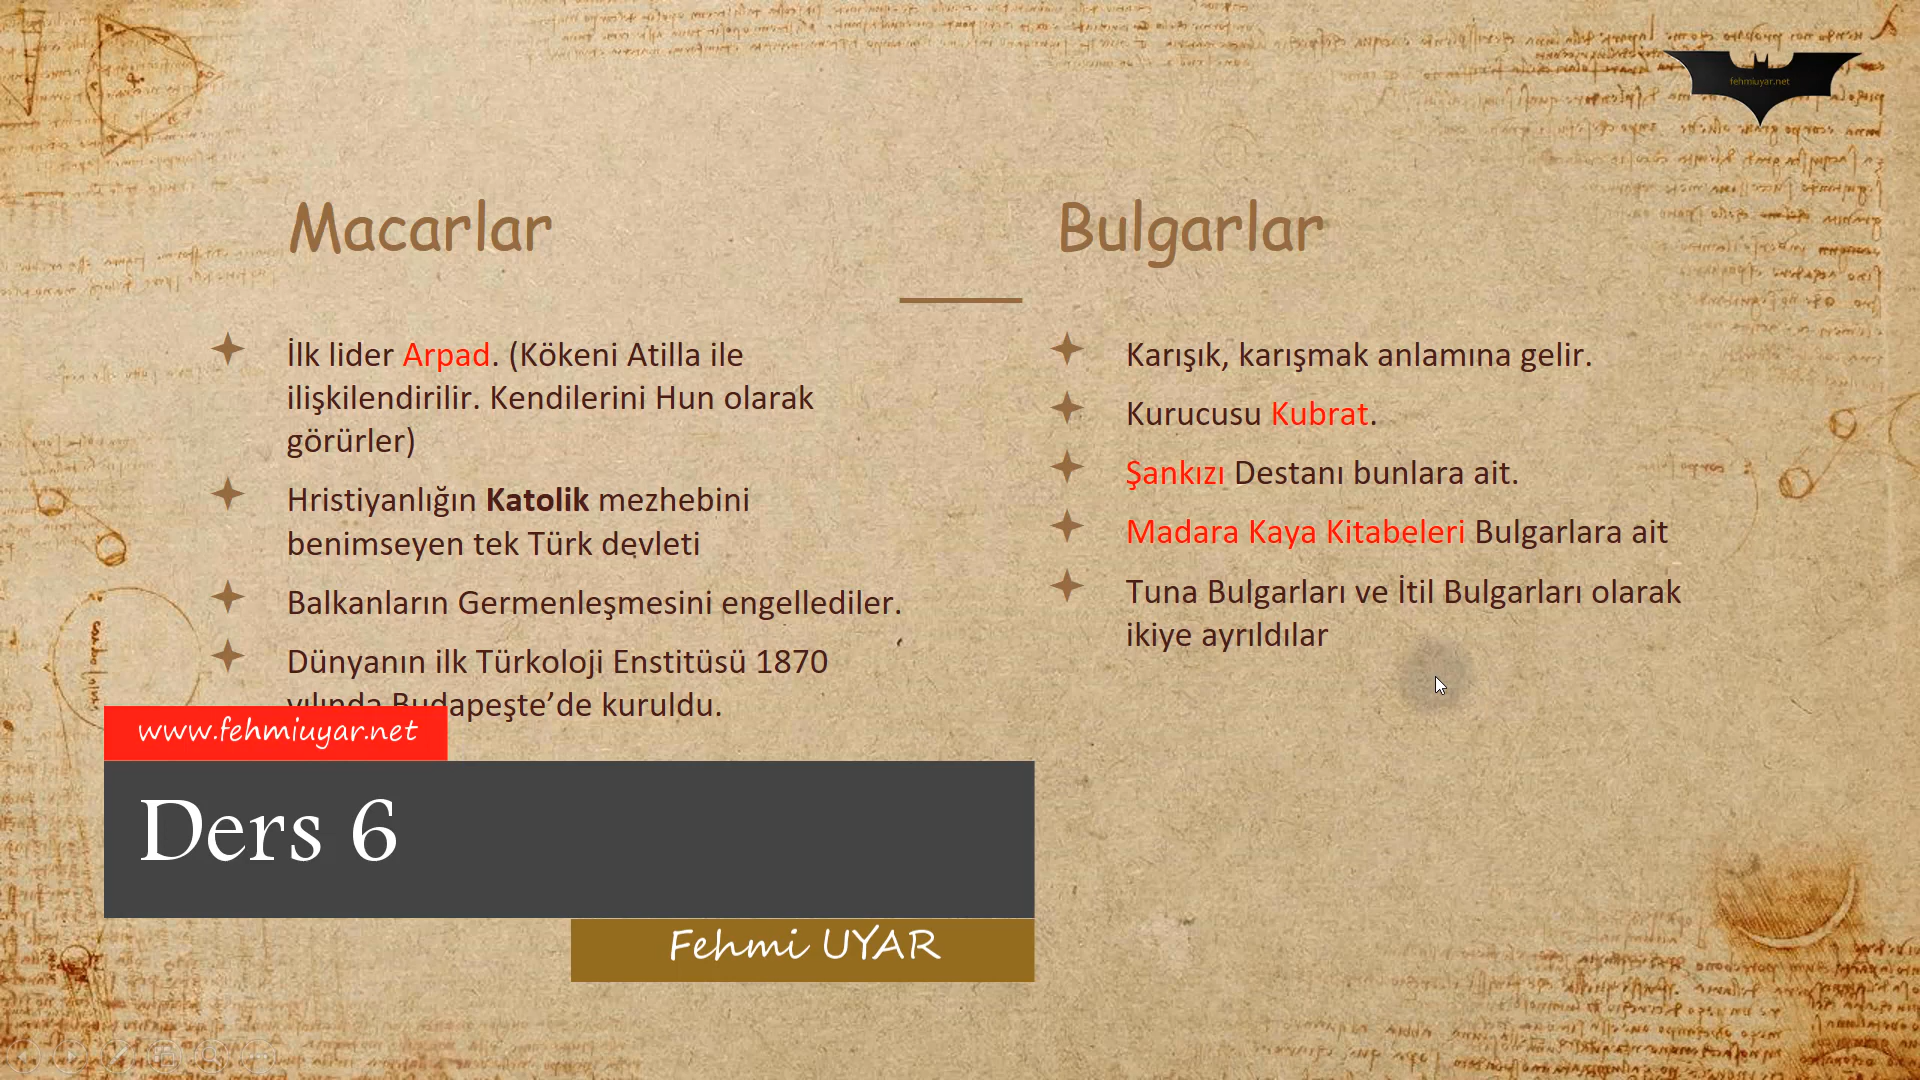 fehmiuyar.net
Macarlar
İlk lider Arpad. (Kökeni Atilla ile
ilişkilendirilir. Kendilerini Hun olarak
görürler)
Hristiyanlığın Katolik mezhebini
benimseyen tek Türk devleti
Balkanların Germenleşmesini engellediler.
Dünyanın ilk Türkoloji Enstitüsü 1870
yılında Budapeşte’de kuruldu.
Bulgarlar
Karışık, karışmak anlamına gelir.
Kurucusu Kubrat.
Şankızı Destanı bunlara ait.
Madara Kaya Kitabeleri Bulgarlara ait
Tuna Bulgarları ve İtil Bulgarları olarak
ikiye ayrıldılar
www.fehmiuyar.net
Ders 6
Fehmi UYAR